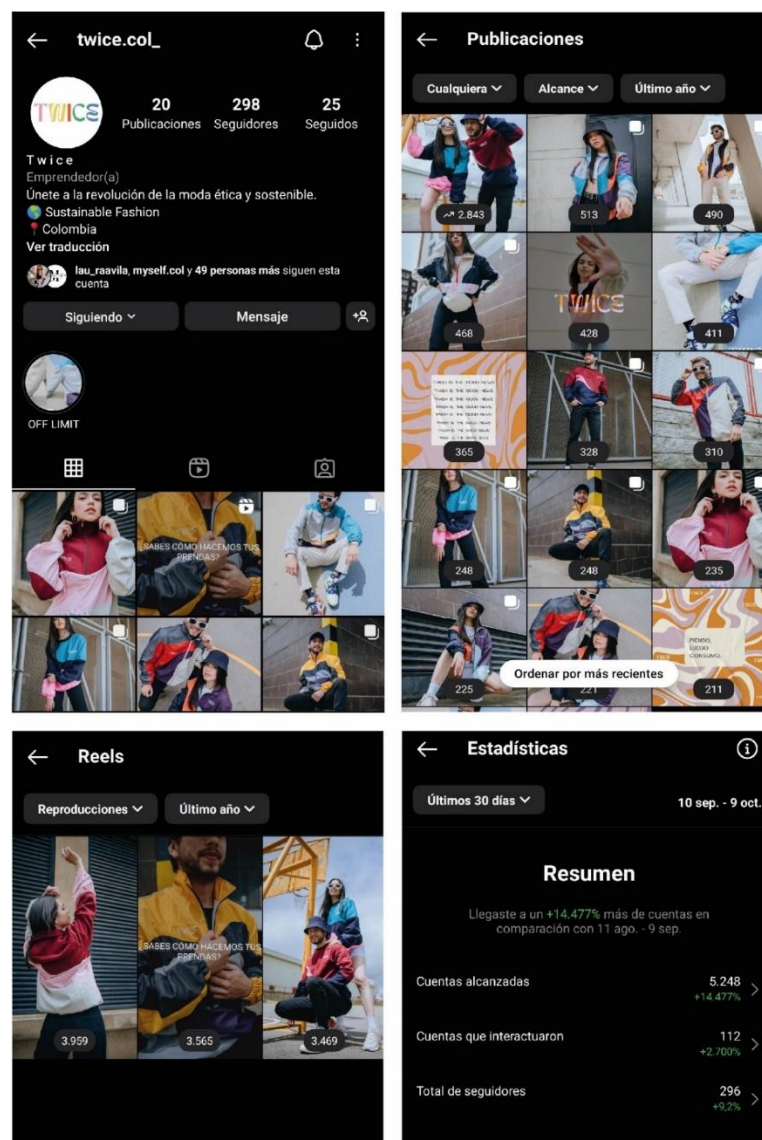 twice.col_
TWICE
20 298 25
Publicaciones Seguidores Seguidos
Twice
Emprendedor(a)
Únete a la revolución de la moda ética y sostenible.
Sustainable Fashion
Colombia
Ver traducción
lau_raavila, myself.col y 49 personas más siguen esta
cuenta
Siguiendo Mensaje
OFF LIMIT
¿SABES CÓMO HACEMOS TUS
PRENDAS?
Publicaciones
Cualquiera Alcance Último año
2.843 513 490
TWICE
468 428 411
365 328 310
248 248 235
PIENSO,
LUEGO
CONSUMO.
Ordenar por más recientes
225 221 211
Reels
Reproducciones Último año
¿SABES CÓMO HACEMOS TUS
PRENDAS?
3.959 3.565 3.469
Estadísticas
Últimos 30 días 10 sep. - 9 oct.
Resumen
Llegaste a un +14.477% más de cuentas en
comparación con 11 ago. - 9 sep.
Cuentas alcanzadas 5.248
+14.477%
Cuentas que interactuaron 112
+2.700%
Total de seguidores 296
+9,2%